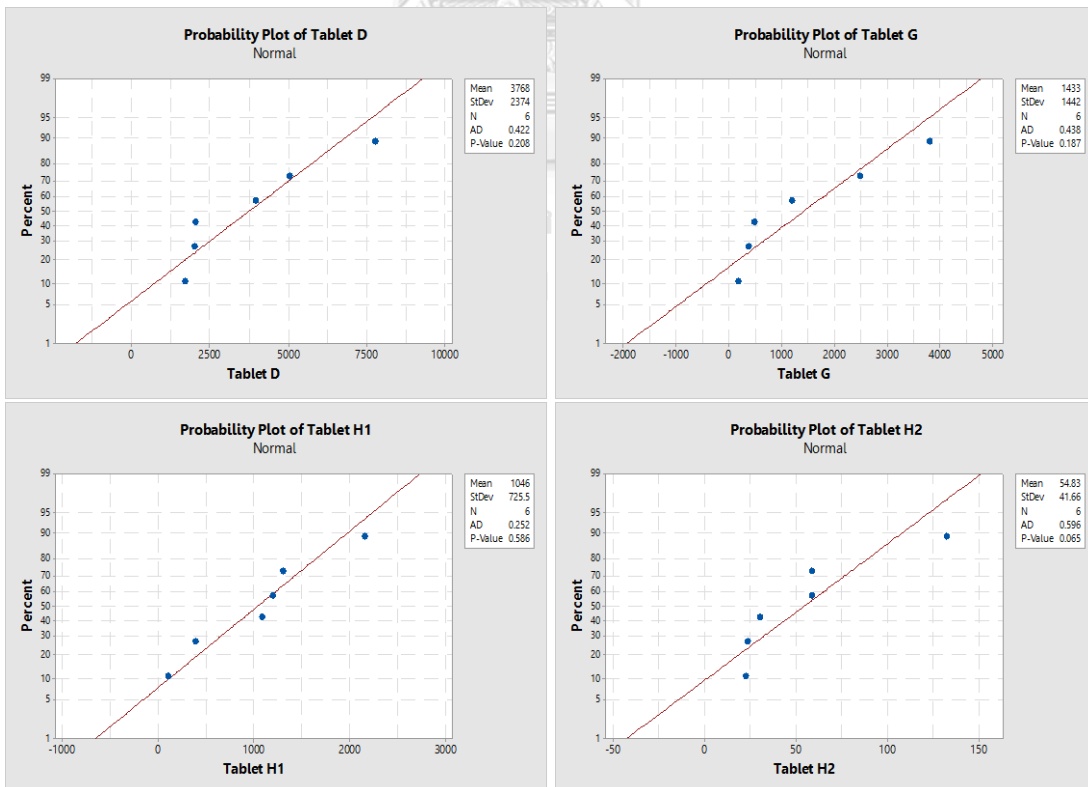 Probability Plot of Tablet D
Normal
99
95
90
80
70
60
50
40
30
20
10
5
1
Percent
0 2500 5000 7500 10000
Tablet D
Mean 3768
StDev 2374
N 6
AD 0.422
P-Value 0.208
Probability Plot of Tablet G
Normal
99
95
90
80
70
60
50
40
30
20
10
5
1
Percent
-2000 -1000 0 1000 2000 3000 4000 5000
Tablet G
Mean 1433
StDev 1442
N 6
AD 0.438
P-Value 0.187
Probability Plot of Tablet H1
Normal
99
95
90
80
70
60
50
40
30
20
10
5
1
Percent
-1000 0 1000 2000 3000
Tablet H1
Mean 1046
StDev 725.5
N 6
AD 0.252
P-Value 0.586
Probability Plot of Tablet H2
Normal
99
95
90
80
70
60
50
40
30
20
10
5
1
Percent
-50 0 50 100 150
Tablet H2
Mean 54.83
StDev 41.66
N 6
AD 0.596
P-Value 0.065